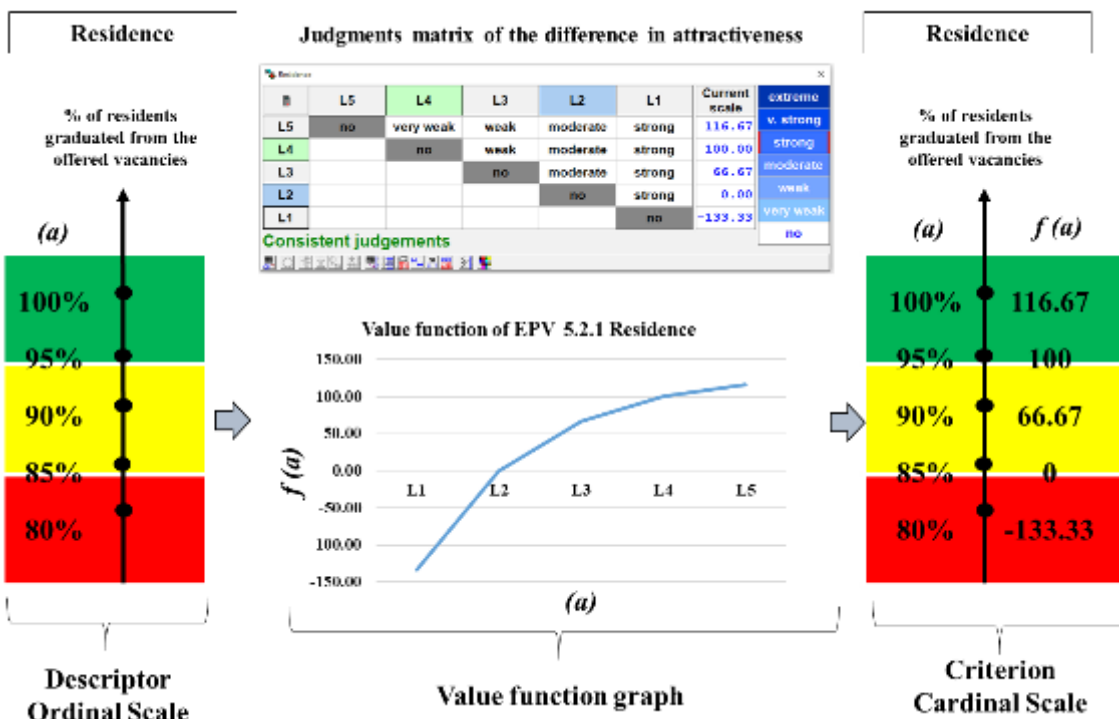 Residence
% of residents
graduated from the
offered vacancies
(a)
100%
95%
90%
85%
80%
Descriptor
Ordinal Scale
Judgments matrix of the difference in attractiveness
Residence
L5 L4 L3 L2 L1 Current scale
L5 no very weak weak moderate strong 116.67
L4 no weak moderate strong 100.00
L3 no moderate strong 66.67
L2 no strong 0.00
L1 no -133.33
extreme
v. strong
strong
moderate
weak
very weak
no
Consistent judgements
Value function of EPV 5.2.1 Residence
150.00
100.00
50.00
0.00
-50.00
100.00
-150.00
f (a)
L1 L2 L3 L4 L5
(a)
Value function graph
Residence
% of residents
graduated from the
offered vacancies
(a) f (a)
100% 116.67
95% 100
90% 66.67
85% 0
80% -133.33
Criterion
Cardinal Scale